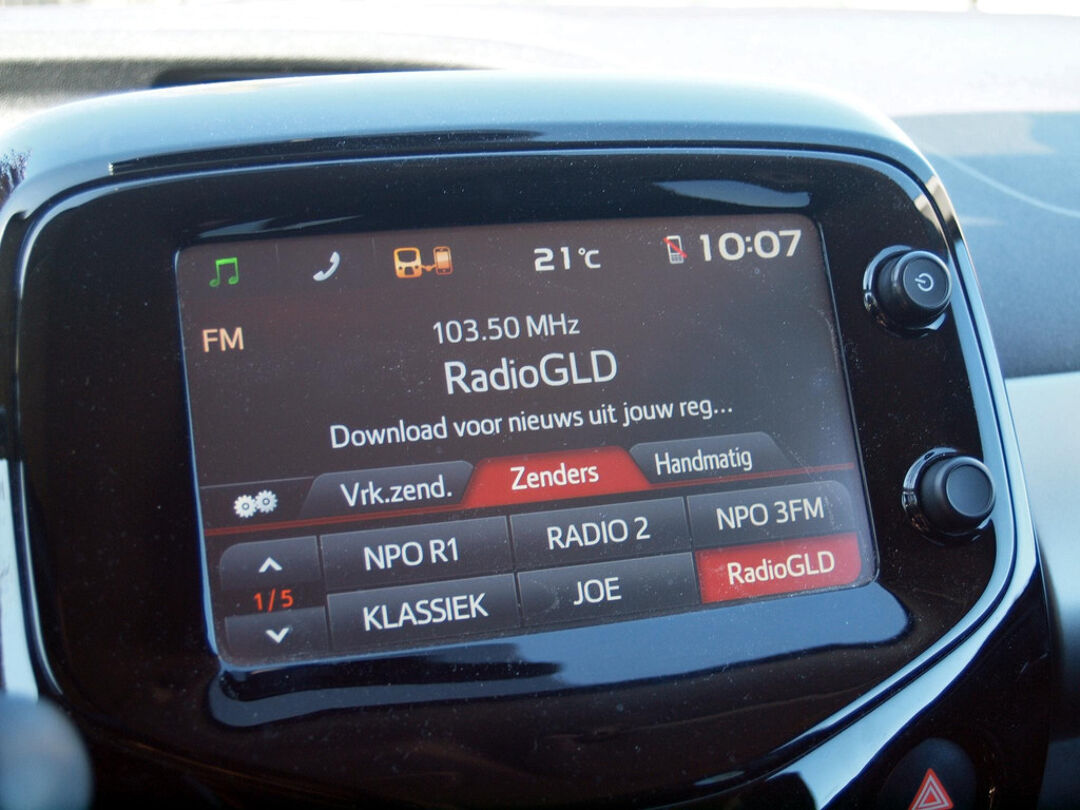 21°C 10:07
FM
103.50 MHz
RadioGLD
Download voor nieuws uit jouw reg...
Vrk.zend. Zenders Handmatig
NPO R1 RADIO 2 NPO 3FM
1/5
KLASSIEK JOE RadioGLD